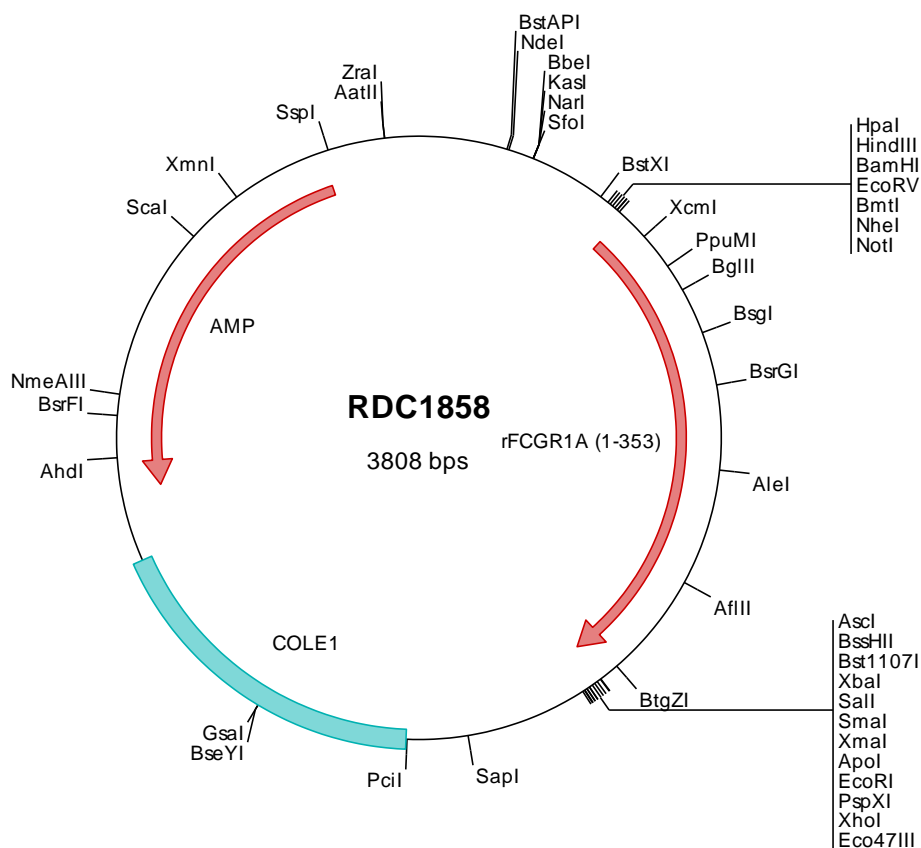 BstAPI
NdeI
BbeI
KasI
NarI
SfoI
ZraI
AatII
SspI
XmnI
ScaI
BstXI
HpaI
HindIII
BamHI
EcoRV
BmtI
NheI
NotI
XcmI
PpuMI
BglII
BsgI
BsrGI
AMP
NmeAIII
BsrFI
AhdI
RDC1858
3808 bps
rFCGR1A (1-353)
AleI
AflII
COLE1
GsaI
BseYI
PciI
SapI
BtgZI
AscI
BssHII
Bst1107I
XbaI
SalI
SmaI
XmaI
ApoI
EcoRI
PspXI
XhoI
Eco47III